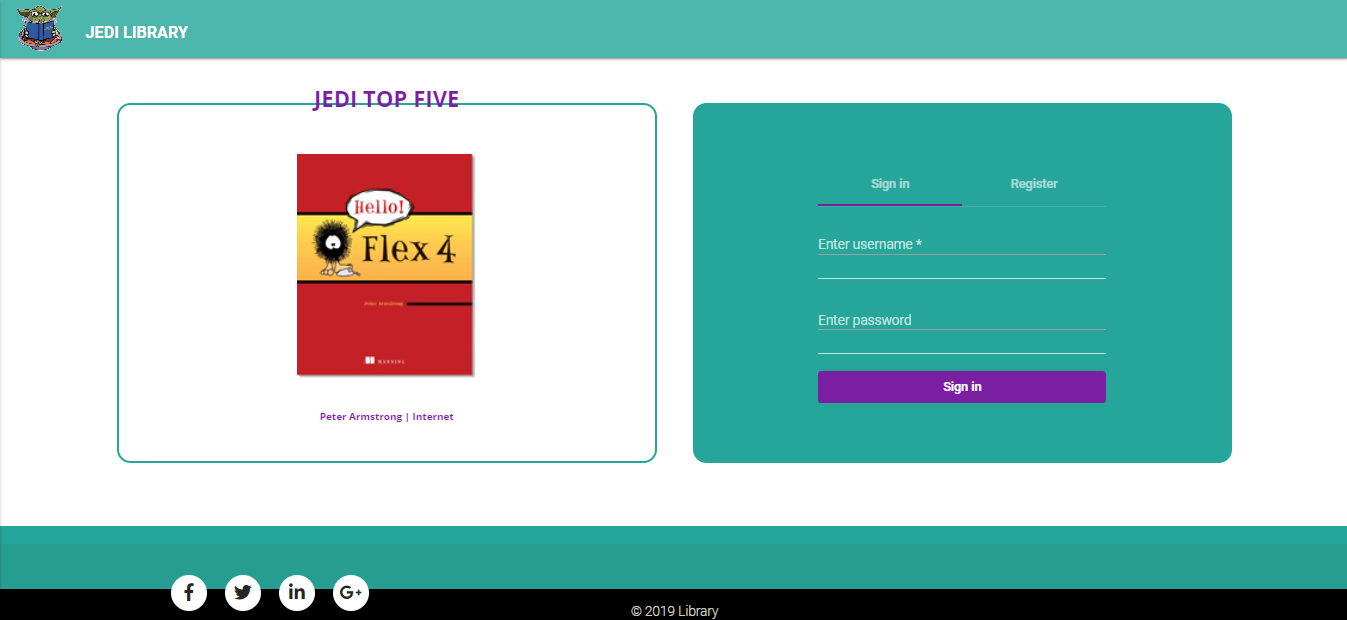 JEDI LIBRARY
JEDI TOP FIVE
Hello!
Flex 4
Peter Armstrong
MANNING
Peter Armstrong | Internet
Sign in Register
Enter username *
Enter password
Sign in
f in G+
© 2019 Library